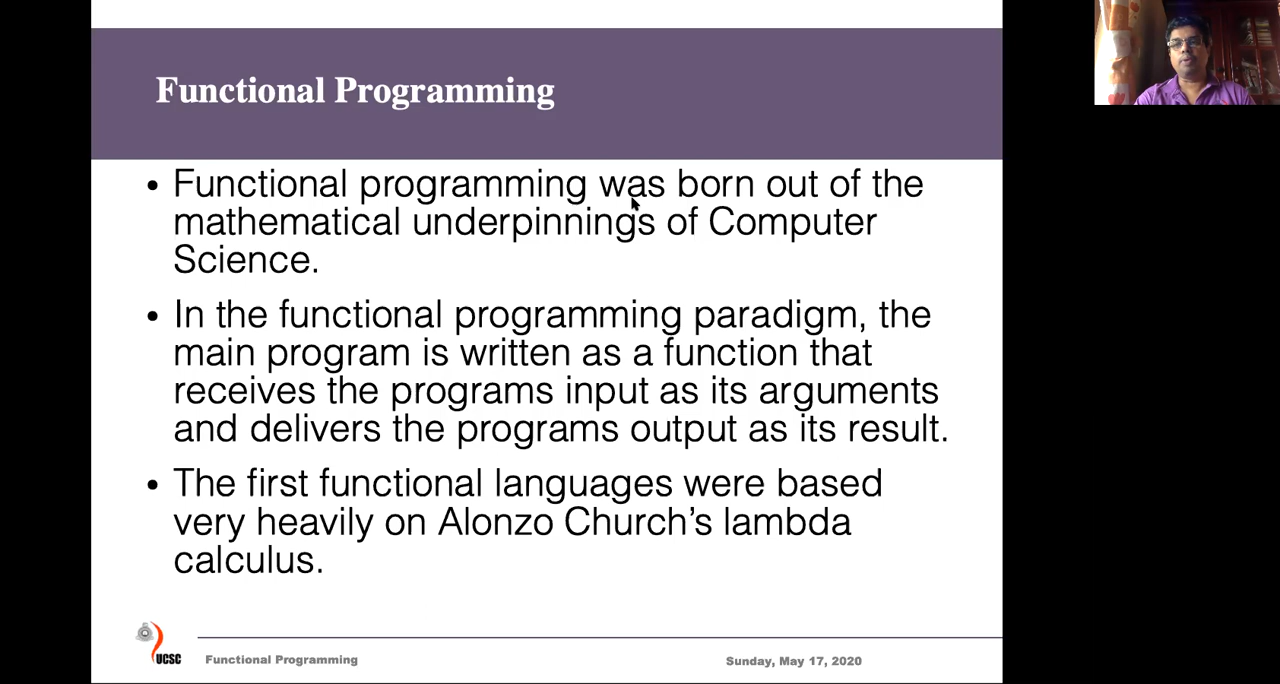 Functional Programming
• Functional programming was born out of the
mathematical underpinnings of Computer
Science.
• In the functional programming paradigm, the
main program is written as a function that
receives the programs input as its arguments
and delivers the programs output as its result.
• The first functional languages were based
very heavily on Alonzo Church’s lambda
calculus.
UCSC
Functional Programming
Sunday, May 17, 2020